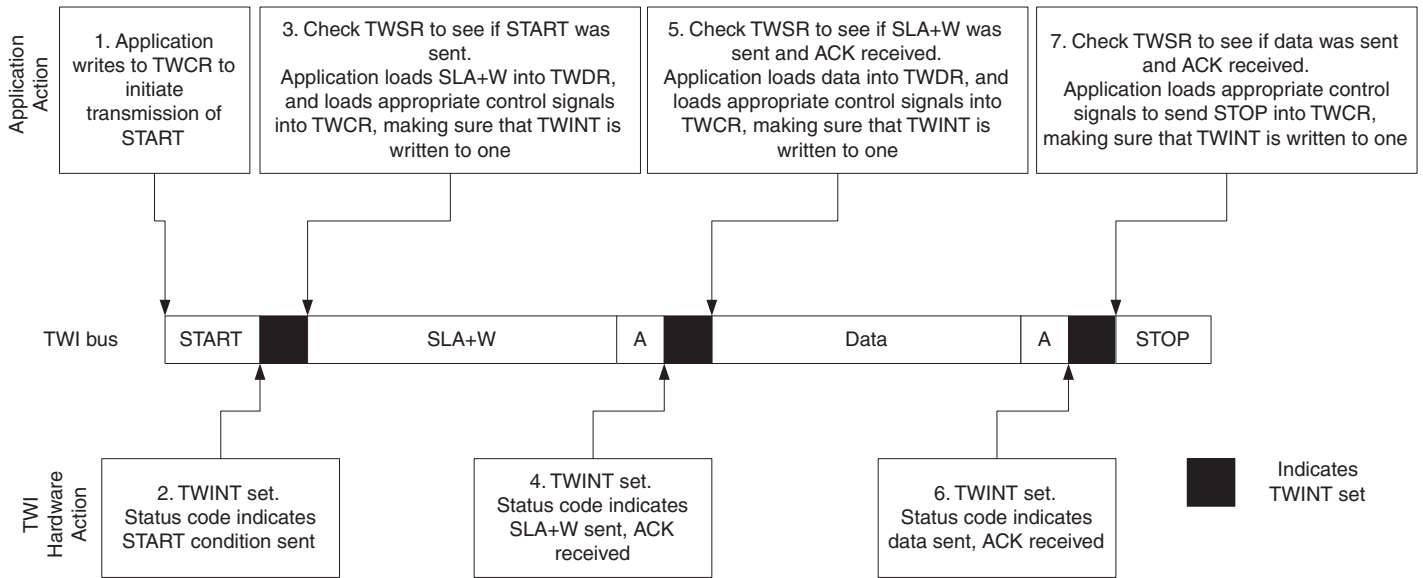 Application
Action
1. Application
writes to TWCR to
initiate
transmission of
START
3. Check TWSR to see if START was
sent.
Application loads SLA+W into TWDR,
and loads appropriate control signals
into TWCR, making sure that TWINT is
written to one
5. Check TWSR to see if SLA+W was
sent and ACK received.
Application loads data into TWDR, and
loads appropriate control signals into
TWCR, making sure that TWINT is
written to one
7. Check TWSR to see if data was sent
and ACK received.
Application loads appropriate control
signals to send STOP into TWCR,
making sure that TWINT is written to one
TWI bus
START
SLA+W
A
Data
A
STOP
TWI
Hardware
Action
2. TWINT set.
Status code indicates
START condition sent
4. TWINT set.
Status code indicates
SLA+W sent, ACK
received
6. TWINT set.
Status code indicates
data sent, ACK received
Indicates
TWINT set